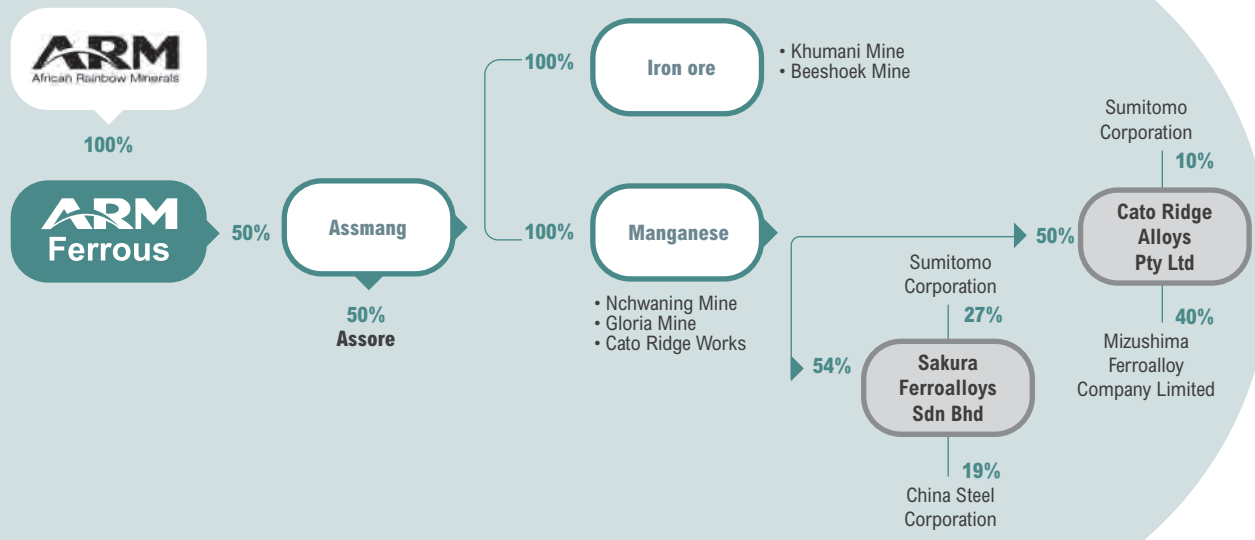 ARM
African Rainbow Minerals
100%
ARM
Ferrous
50%
Assmang
50%
Assore
100%
Iron ore
• Khumani Mine
• Beeshoek Mine
100%
Manganese
• Nchwaning Mine
• Gloria Mine
• Cato Ridge Works
54%
Sumitomo
Corporation
27%
Sakura
Ferroalloys
Sdn Bhd
19%
China Steel
Corporation
50%
Sumitomo
Corporation
10%
Cato Ridge
Alloys
Pty Ltd
40%
Mizushima
Ferroalloy
Company Limited